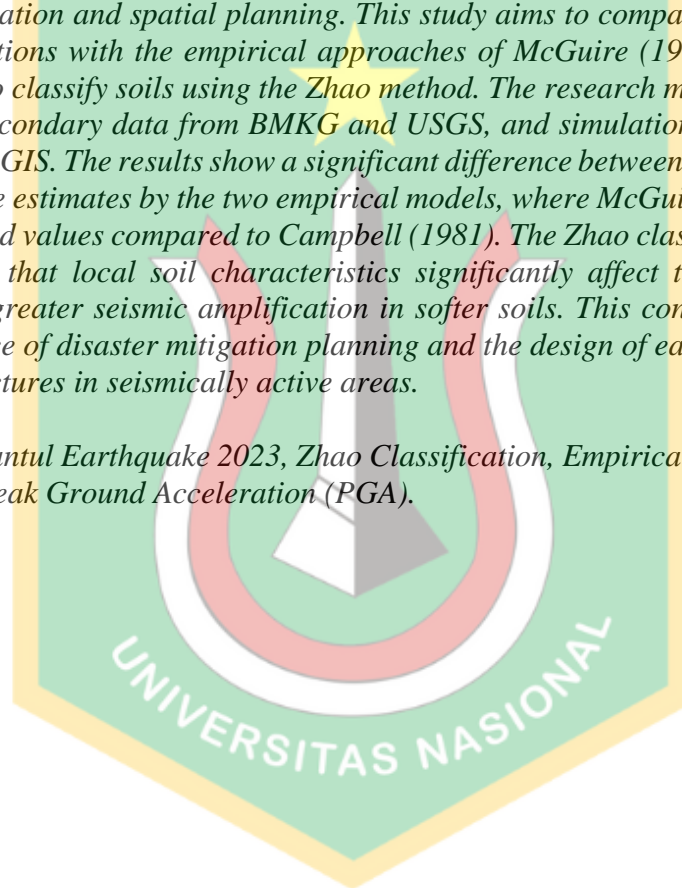 ation and spatial planning. This study aims to compa
tions with the empirical approaches of McGuire (19
o classify soils using the Zhao method. The research m
condary data from BMKG and USGS, and simulation
GIS. The results show a significant difference between
e estimates by the two empirical models, where McGui
d values compared to Campbell (1981). The Zhao clas
that local soil characteristics significantly affect t
greater seismic amplification in softer soils. This con
e of disaster mitigation planning and the design of ea
ctures in seismically active areas.
antul Earthquake 2023, Zhao Classification, Empirica
eak Ground Acceleration (PGA).
UNIVERSITAS NASIONAL